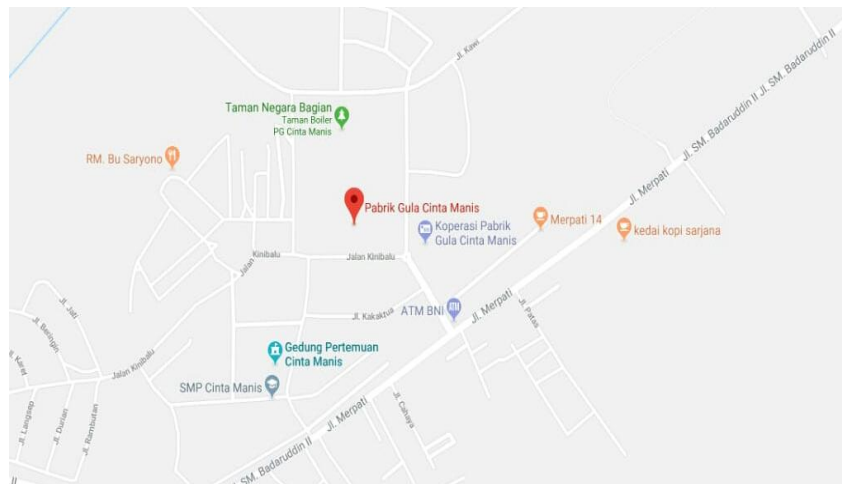 Jl. Kawi
Jl. SM. Badaruddin II
Jl. SM. Badaruddin II
Taman Negara Bagian
Taman Boiler
PG Cinta Manis
RM. Bu Saryono
Jl. Merpati
Pabrik Gula Cinta Manis
Koperasi Pabrik
Gula Cinta Manis
Merpati 14
kedai kopi sarjana
Jalan Kinibalu
Jalan Kinibalu
Jl. Kakaktua
ATM BNI
Jl. Merpati
Jl. Patas
Jl. Jati
Jl. Beringin
Jl. Karet
Jalan Kinibalu
Gedung Pertemuan
Cinta Manis
SMP Cinta Manis
Jl. Langsep
Jl. Durian
Jl. Rambutan
Jl. Merpati
Jl. Cahaya
SM. Badaruddin II
II